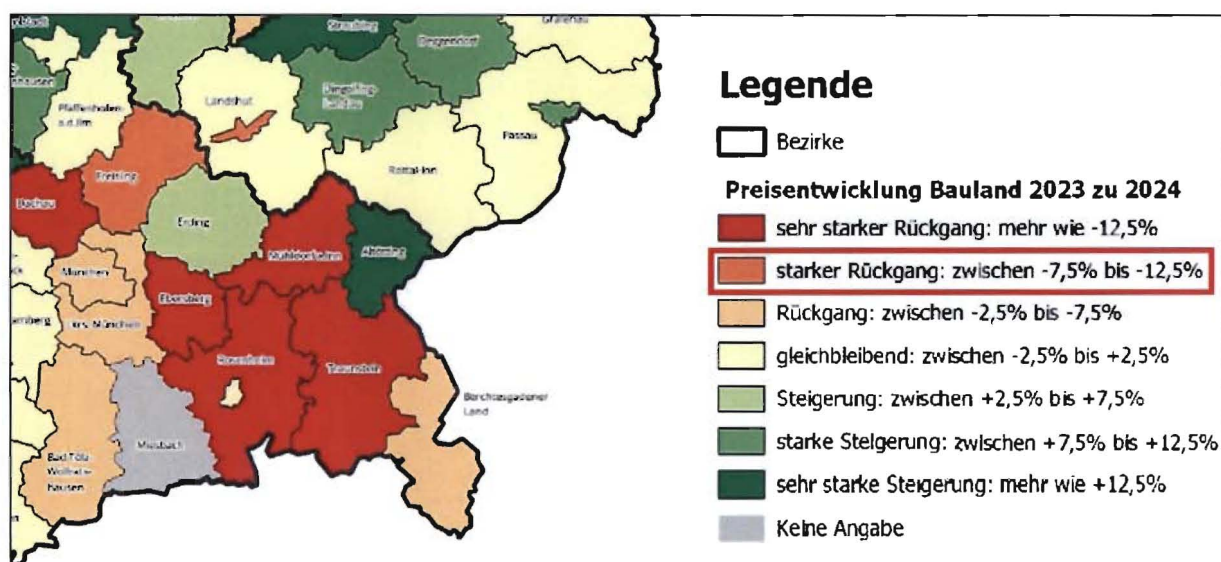 Straubing
Grafenau
Deggendorf
Dingolfing-
Landau
Landshut
Pfaffenhofen
a.d.Ilm
Passau
Rottal-Inn
Freising
Dachau
Erding
Mühldorf a.Inn
Altötting
München
Ebersberg
Lkrs. München
Rosenheim
Traunstein
Berchtesgadener
Land
Miesbach
Bad Tölz-
Wolfrats-
hausen
Legende
Bezirke
Preisentwicklung Bauland 2023 zu 2024
sehr starker Rückgang: mehr wie -12,5%
starker Rückgang: zwischen -7,5% bis -12,5%
Rückgang: zwischen -2,5% bis -7,5%
gleichbleibend: zwischen -2,5% bis +2,5%
Steigerung: zwischen +2,5% bis +7,5%
starke Steigerung: zwischen +7,5% bis +12,5%
sehr starke Steigerung: mehr wie +12,5%
Keine Angabe